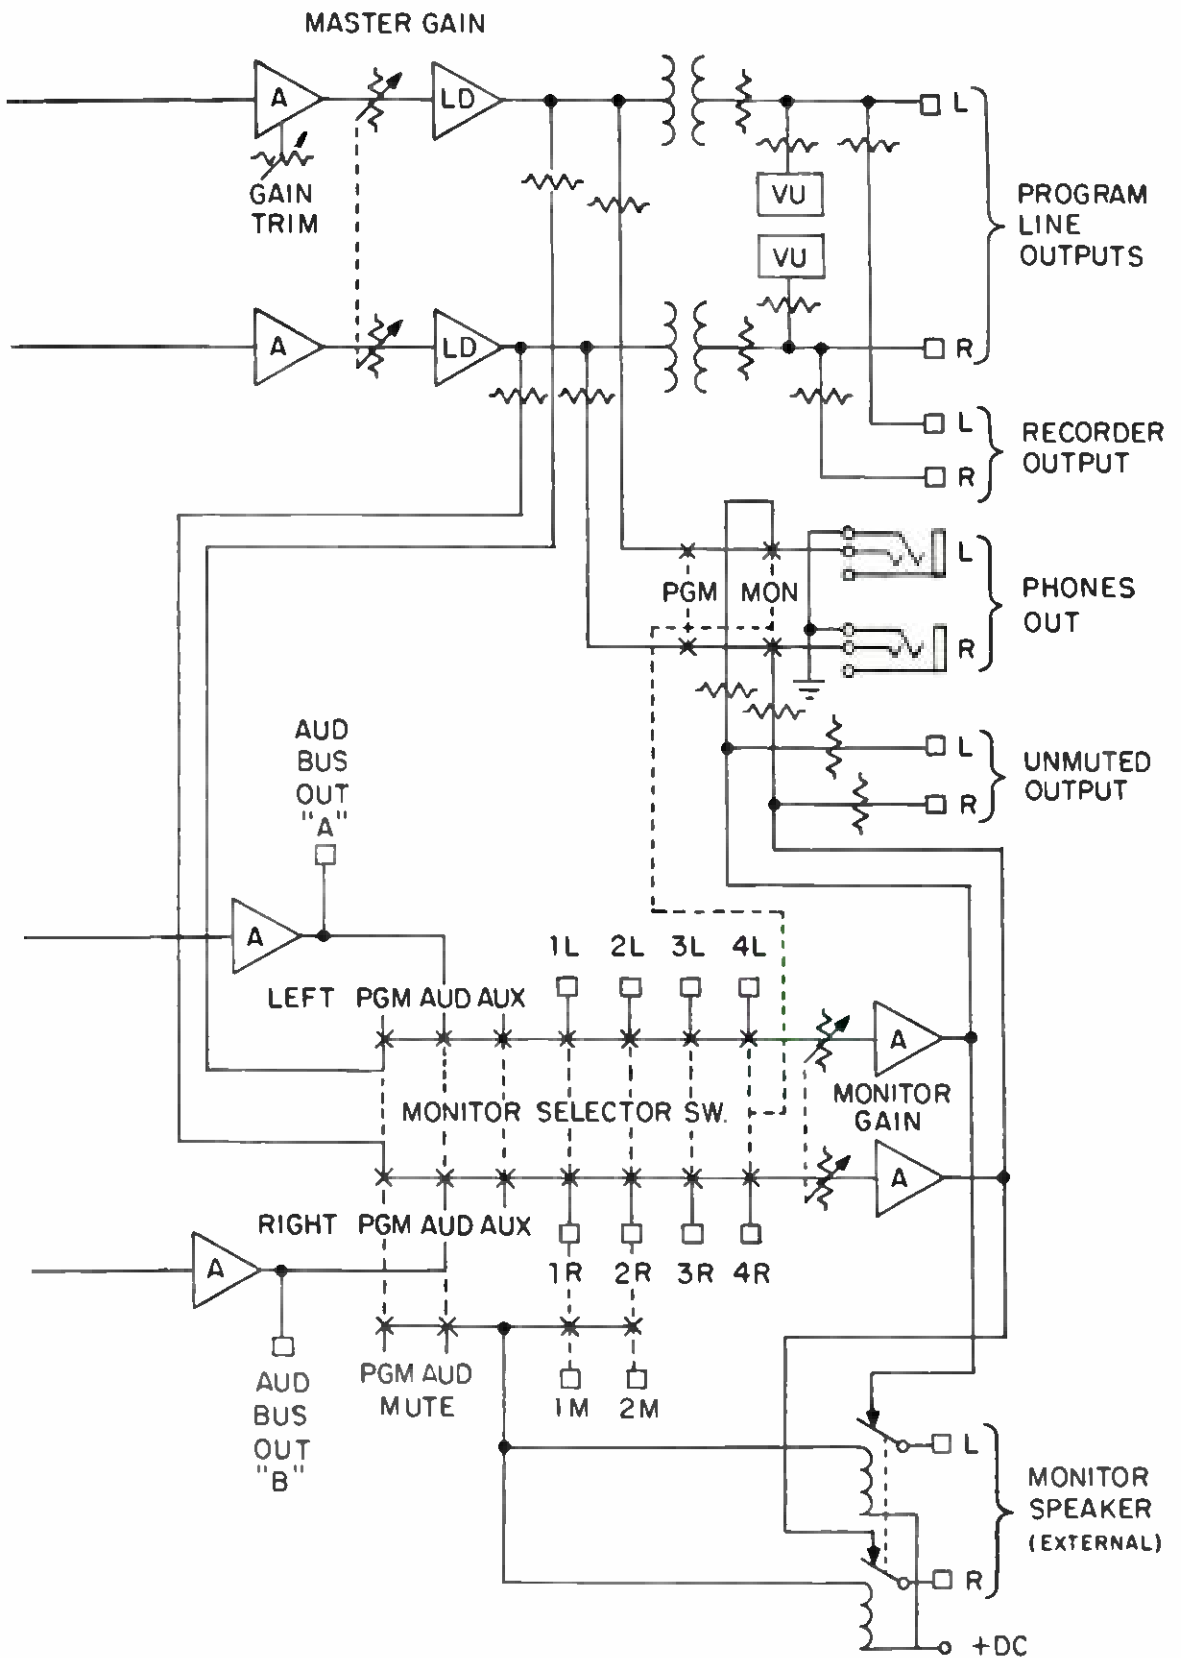 MASTER GAIN
A
LD
L
GAIN
TRIM
VU
PROGRAM
LINE
OUTPUTS
VU
A
LD
R
L
RECORDER
OUTPUT
R
L
PGM MON
PHONES
OUT
R
AUD
BUS
OUT
"A"
L
UNMUTED
OUTPUT
R
A
1L 2L 3L 4L
LEFT PGM AUD AUX
A
MONITOR SELECTOR SW.
MONITOR
GAIN
A
RIGHT PGM AUD AUX
A
1R 2R 3R 4R
PGM AUD
MUTE
1M 2M
AUD
BUS
OUT
"B"
L
MONITOR
SPEAKER
(EXTERNAL)
R
+DC